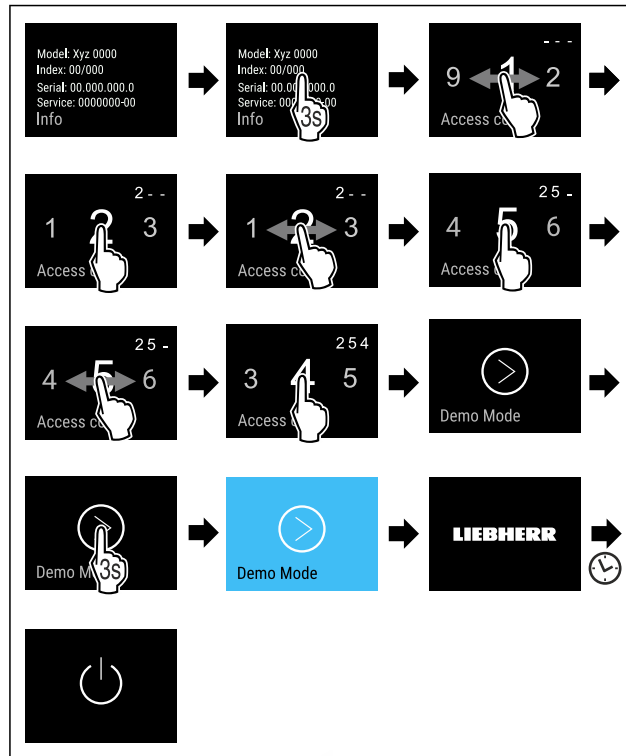 Model: Xyz 0000
Index: 00/000
Serial: 00.000.000.0
Service: 0000000-00
Info
Model: Xyz 0000
Index: 00/000
Serial: 00.000.000.0
Service: 00
00
Info
3s
- - -
9 1 2
Access
2 - -
1 2 3
Access
2 - -
1 2 3
Access
2 5 -
4 5 6
Access
2 5 -
4 5 6
Access
2 5 4
3 4 5
Access
Demo Mode
Demo
3s
Demo Mode
LIEBHERR